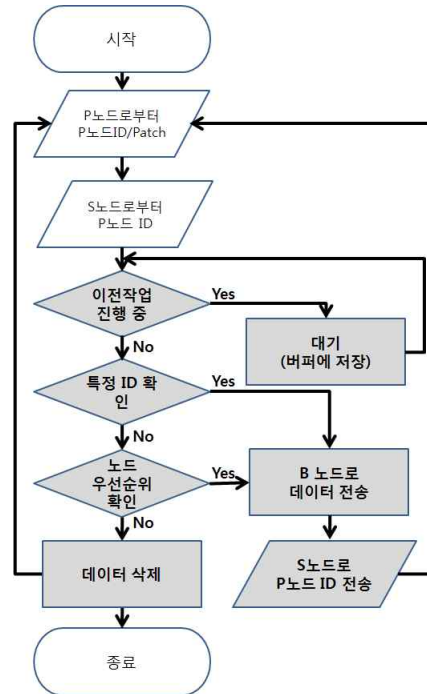 시작
P노드로부터
P노드ID/Patch
S노드로부터
P노드 ID
이전작업
진행 중
Yes
대기
(버퍼에 저장)
No
특정 ID 확
인
Yes
No
노드
우선순위
확인
Yes
B 노드로
데이터 전송
No
데이터 삭제
S노드로
P노드 ID 전송
종료